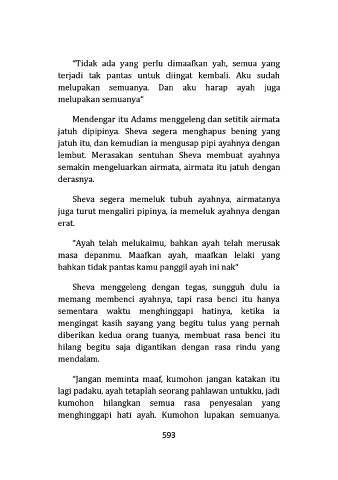 "Tidak ada yang perlu dimaafkan yah, semua yang
terjadi tak pantas untuk diingat kembali. Aku sudah
melupakan semuanya. Dan aku harap ayah juga
melupakan semuanya"
Mendengar itu Adams menggeleng dan setitik airmata
jatuh dipipinya. Sheva segera menghapus bening yang
jatuh itu, dan kemudian ia mengusap pipi ayahnya dengan
lembut. Merasakan sentuhan Sheva membuat ayahnya
semakin mengeluarkan airmata, airmata itu jatuh dengan
derasnya.
Sheva segera memeluk tubuh ayahnya, airmatanya
juga turut mengaliri pipinya, ia memeluk ayahnya dengan
erat.
"Ayah telah melukaimu, bahkan ayah telah merusak
masa depanmu. Maafkan ayah, maafkan lelaki yang
bahkan tidak pantas kamu panggil ayah ini nak"
Sheva menggeleng dengan tegas, sungguh dulu ia
memang membenci ayahnya, tapi rasa benci itu hanya
sementara waktu menghinggapi hatinya, ketika ia
mengingat kasih sayang yang begitu tulus yang pernah
diberikan kedua orang tuanya, membuat rasa benci itu
hilang begitu saja digantikan dengan rasa rindu yang
mendalam.
"Jangan meminta maaf, kumohon jangan katakan itu
lagi padaku, ayah tetaplah seorang pahlawan untukku, jadi
kumohon hilangkan semua rasa penyesalan yang
menghinggapi hati ayah. Kumohon lupakan semuanya.
593